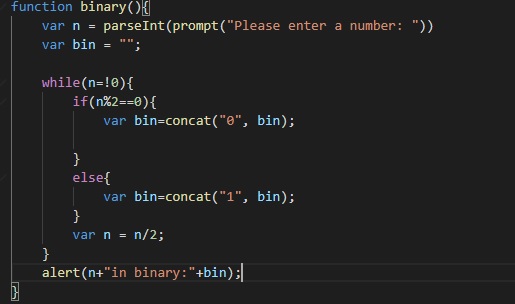 function binary(){
var n = parseInt(prompt("Please enter a number: "))
var bin = "";
while(n=!0){
if(n%2==0){
var bin=concat("0", bin);
}
else{
var bin=concat("1", bin);
}
var n = n/2;
}
alert(n+"in binary:"+bin);
}